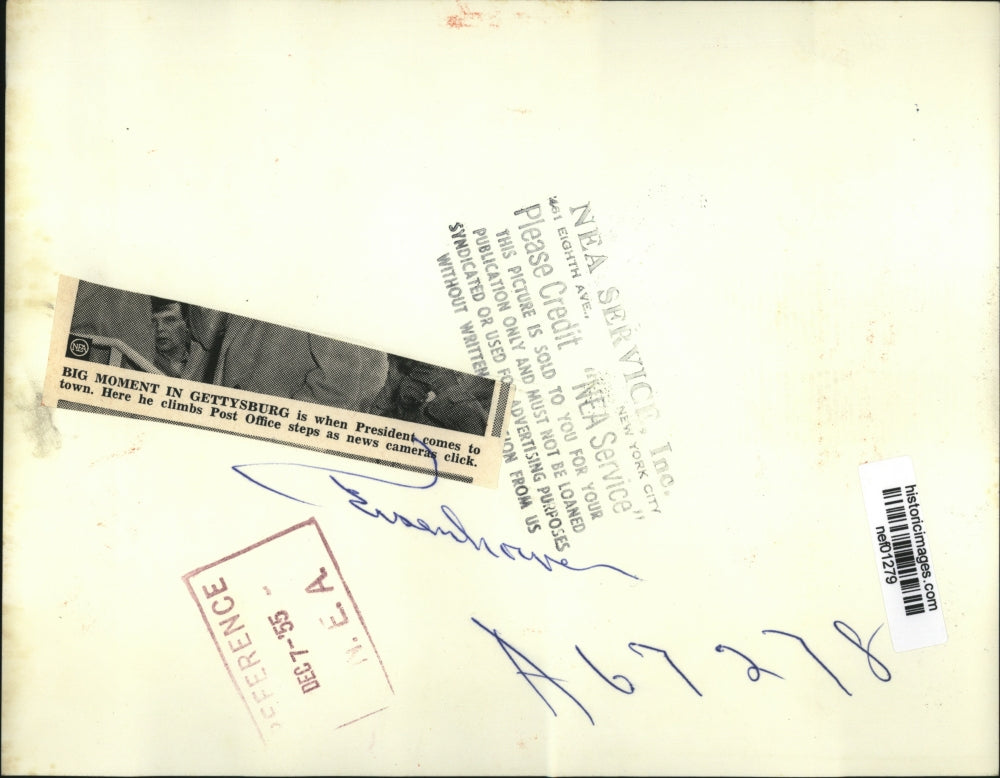 NEA SERVICE, Inc.
461 EIGHTH AVE., NEW YORK CITY
Please Credit "NEA Service"
THIS PICTURE IS SOLD TO YOU FOR YOUR
PUBLICATION ONLY AND MUST NOT BE LOANED
SYNDICATED OR USED FOR ADVERTISING PURPOSES
WITHOUT WRITTEN ION FROM US
NEA
BIG MOMENT IN GETTYSBURG is when President comes to
town. Here he climbs Post Office steps as news cameras click.
Eisenhower
historicimages.com
nef01279
REFERENCE
DEC 7-'55
N. E. A.
A67278